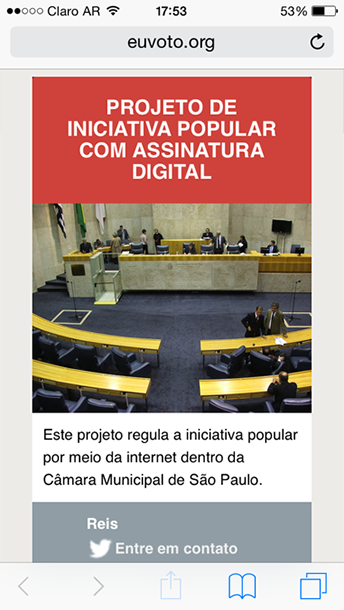 Claro AR 17:53 53%
euvoto.org
PROJETO DE
INICIATIVA POPULAR
COM ASSINATURA
DIGITAL
Este projeto regula a iniciativa popular
por meio da internet dentro da
Câmara Municipal de São Paulo.
Reis
Entre em contato